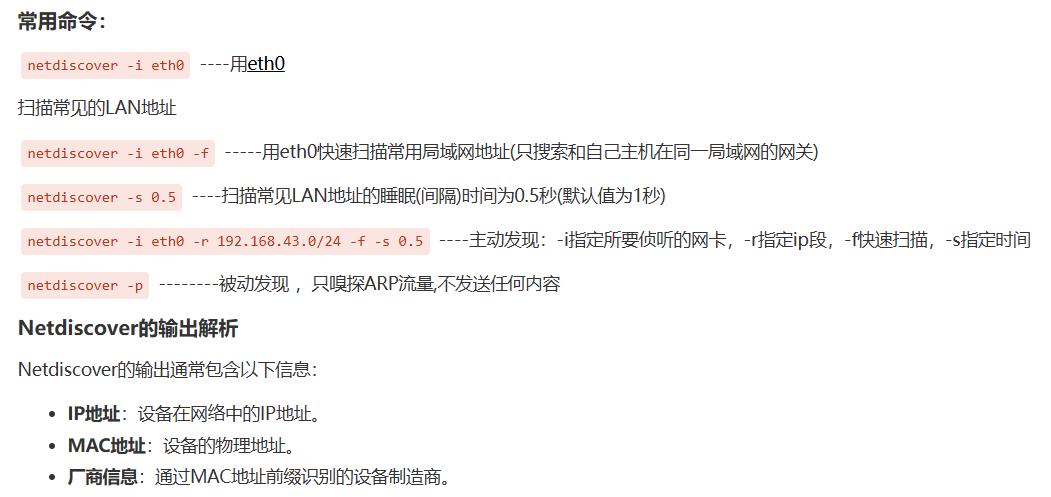 常用命令：
netdiscover -i eth0 ----用eth0
扫描常见的LAN地址
netdiscover -i eth0 -f -----用eth0快速扫描常用局域网地址(只搜索和自己主机在同一局域网的网关)
netdiscover -s 0.5 ----扫描常见LAN地址的睡眠(间隔)时间为0.5秒(默认值为1秒)
netdiscover -i eth0 -r 192.168.43.0/24 -f -s 0.5 ----主动发现：-i指定所要侦听的网卡，-r指定ip段，-f快速扫描，-s指定时间
netdiscover -p --------被动发现 ，只嗅探ARP流量,不发送任何内容
Netdiscover的输出解析
Netdiscover的输出通常包含以下信息：
• IP地址：设备在网络中的IP地址。
• MAC地址：设备的物理地址。
• 厂商信息：通过MAC地址前缀识别的设备制造商。